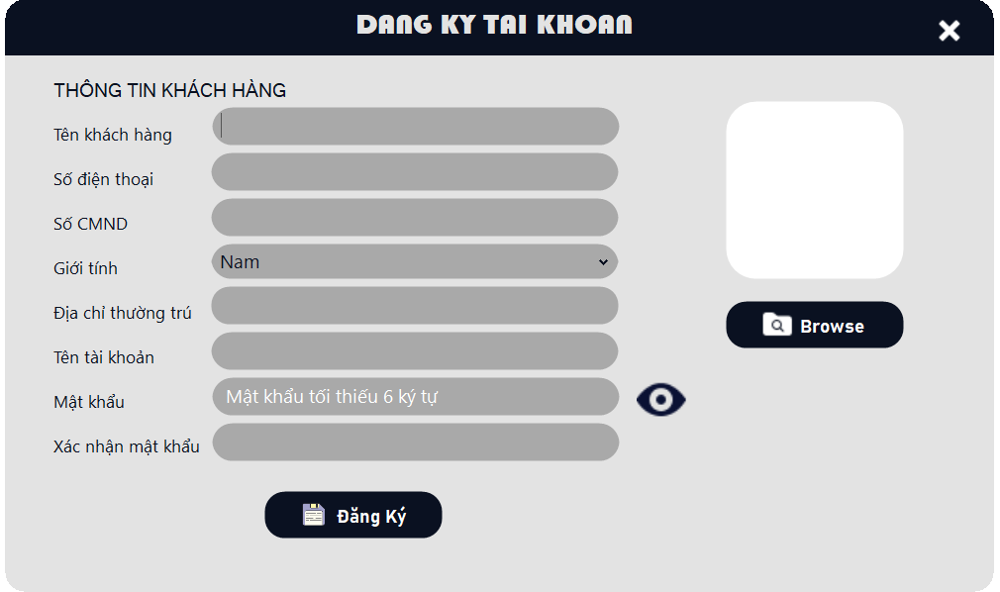 DANG KY TAI KHOAN
THÔNG TIN KHÁCH HÀNG
Tên khách hàng
Số điện thoại
Số CMND
Giới tính
Nam
Địa chỉ thường trú
Tên tài khoản
Mật khẩu
Mật khẩu tối thiếu 6 ký tự
Xác nhận mật khẩu
Browse
Đăng Ký